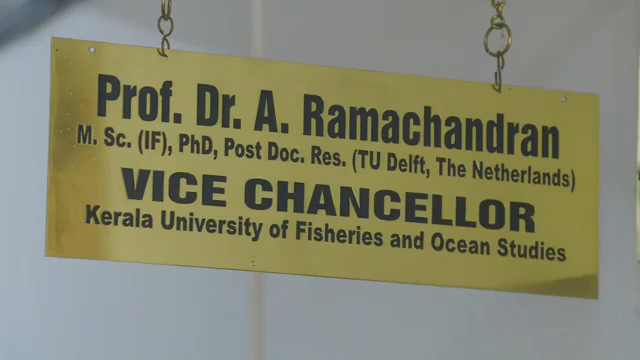 Prof. Dr. A. Ramachandran
M. Sc. (IF), PhD, Post Doc. Res. (TU Delft, The Netherlands)
VICE CHANCELLOR
Kerala University of Fisheries and Ocean Studies